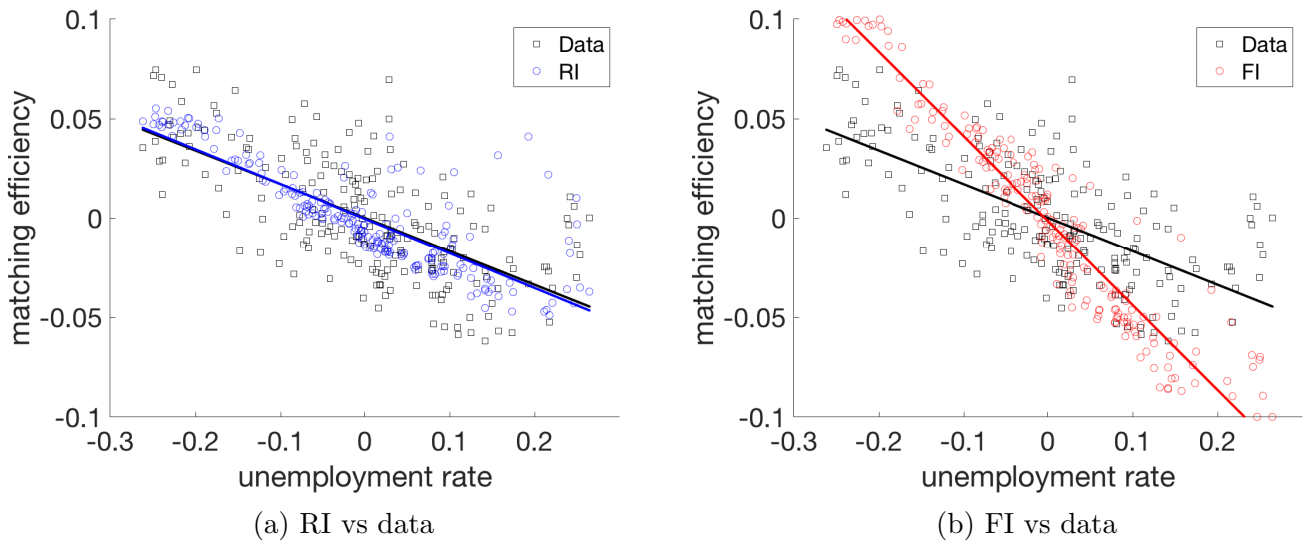 0.1
0.05
0
-0.05
-0.1
-0.3
-0.2
-0.1
0
0.1
0.2
matching efficiency
unemployment rate
Data
RI
(a) RI vs data
0.1
0.05
0
-0.05
-0.1
-0.3
-0.2
-0.1
0
0.1
0.2
matching efficiency
unemployment rate
Data
FI
(b) FI vs data